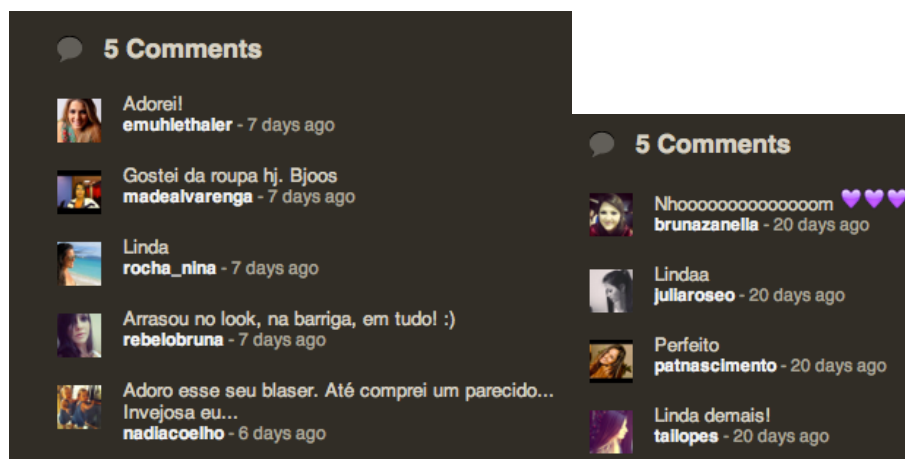 5 Comments
Adorei!
emuhlethaler - 7 days ago
Gostei da roupa hj. Bjoos
madealvarenga - 7 days ago
Linda
rocha_nina - 7 days ago
Arrasou no look, na barriga, em tudo! :)
rebelobruna - 7 days ago
Adoro esse seu blaser. Até comprei um parecido...
Invejosa eu...
nadiacoelho - 6 days ago
5 Comments
Nhoooooooooooooom 💜💜💜
brunazanella - 20 days ago
Lindaa
juliaroseo - 20 days ago
Perfeito
patnascimento - 20 days ago
Linda demais!
tailopes - 20 days ago